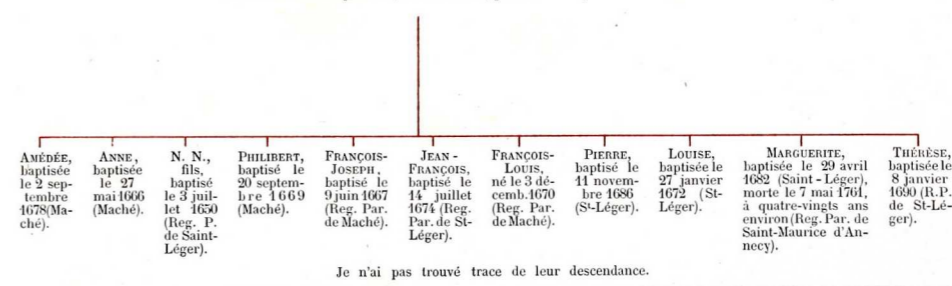 AMÉDÉE,
baptisée
le 2 sep-
tembre
1678(Ma-
ché).
ANNE,
baptisée
le 27
mai 1666
(Maché).
N. N.,
fils,
baptisé
le 3 juil-
let 1650
(Reg. P.
de Saint-
Léger).
PHILIBERT,
baptisé le
20 septem-
bre 1669
(Maché).
FRANÇOIS-
JOSEPH,
baptisé le
9 juin 1667
(Reg. Par.
de Maché).
JEAN-
FRANÇOIS,
baptisé le
14 juillet
1674 (Reg.
Par. de St-
Léger).
FRANÇOIS-
LOUIS,
né le 3 dé-
cemb. 1670
(Reg. Par.
de Maché).
PIERRE,
baptisé le
11 novem-
bre 1686
(St-Léger).
LOUISE,
baptisée le
27 janvier
1672 (St-
Léger).
MARGUERITE,
baptisée le 29 avril
1682 (Saint-Léger),
morte le 7 mai 1761,
à quatre-vingts ans
environ (Reg. Par. de
Saint-Maurice d'An-
necy).
THÉRÈSE,
baptisée le
8 janvier
1690 (R.P.
de St-Lé-
ger).
Je n'ai pas trouvé trace de leur descendance.